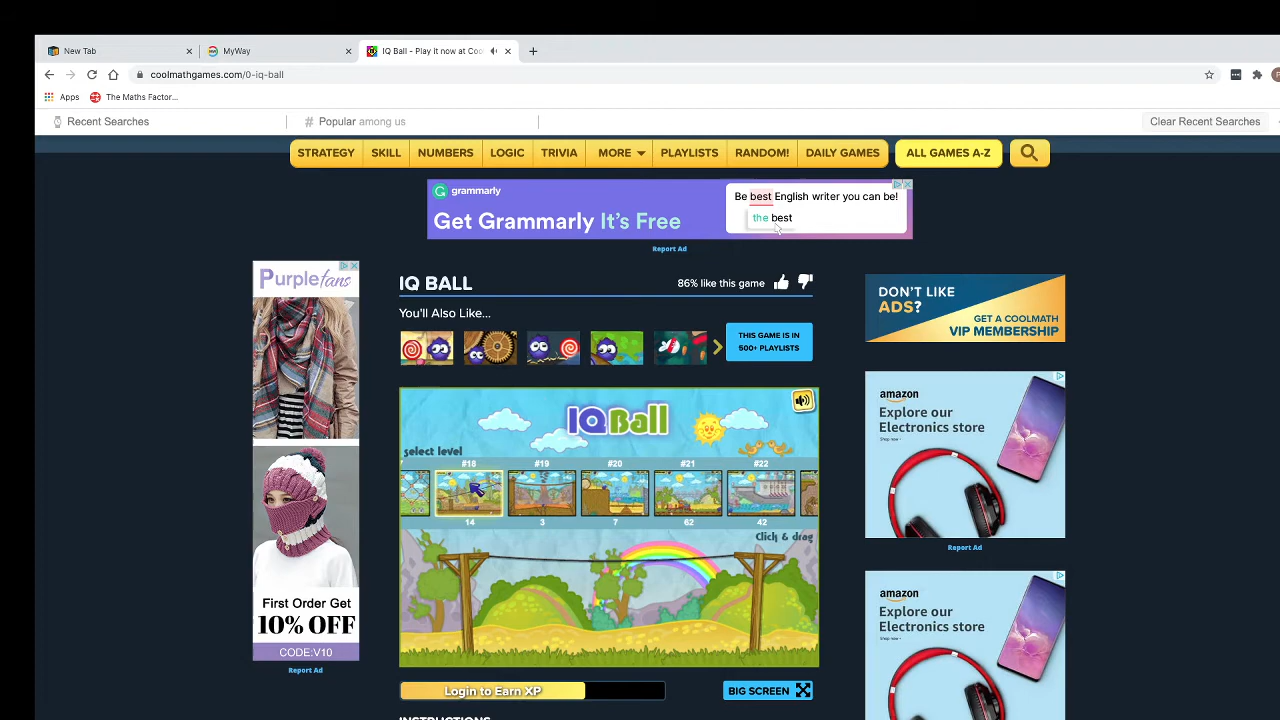 New Tab
MyWay
IQ Ball - Play it now at Coo
coolmathgames.com/0-iq-ball
Apps
The Maths Factor...
Recent Searches
Popular among us
Clear Recent Searches
STRATEGY
SKILL
NUMBERS
LOGIC
TRIVIA
MORE
PLAYLISTS
RANDOM!
DAILY GAMES
ALL GAMES A-Z
grammarly
Get Grammarly It's Free
Be best English writer you can be!
the best
Report Ad
Purplefans
First Order Get
10% OFF
CODE:V10
Report Ad
IQ BALL
86% like this game
You'll Also Like...
THIS GAME IS IN
500+ PLAYLISTS
IQ Ball
select level
#18
#19
#20
#21
#22
14
3
7
62
42
Click & drag
Login to Earn XP
BIG SCREEN
INSTRUCTIONS
DON'T LIKE
ADS?
GET A COOLMATH
VIP MEMBERSHIP
amazon
Explore our
Electronics store
Shop now
Report Ad
amazon
Explore our
Electronics store
Shop now